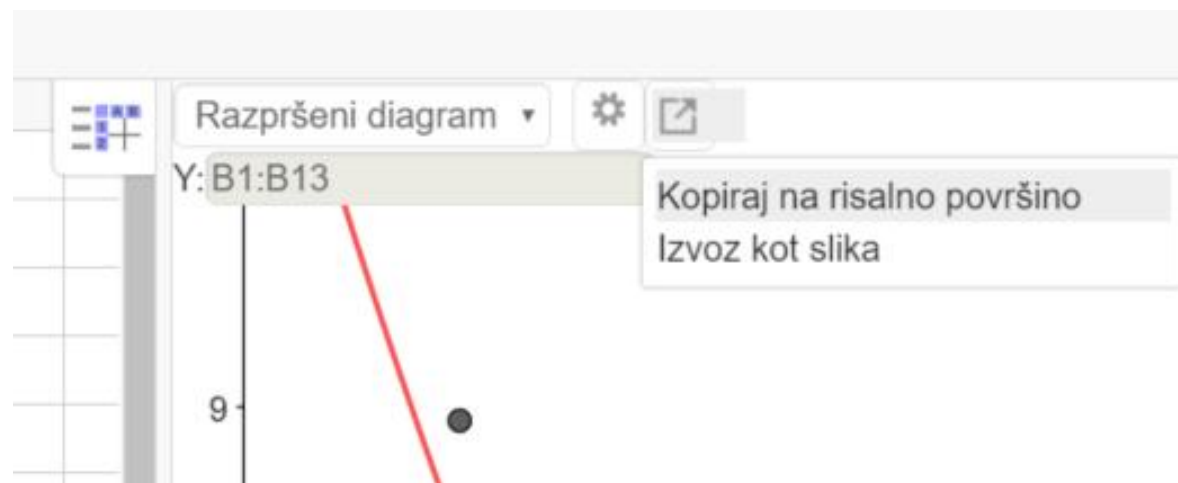 Razpršeni diagram
Y: B1:B13
Kopiraj na risalno površino
Izvoz kot slika
9